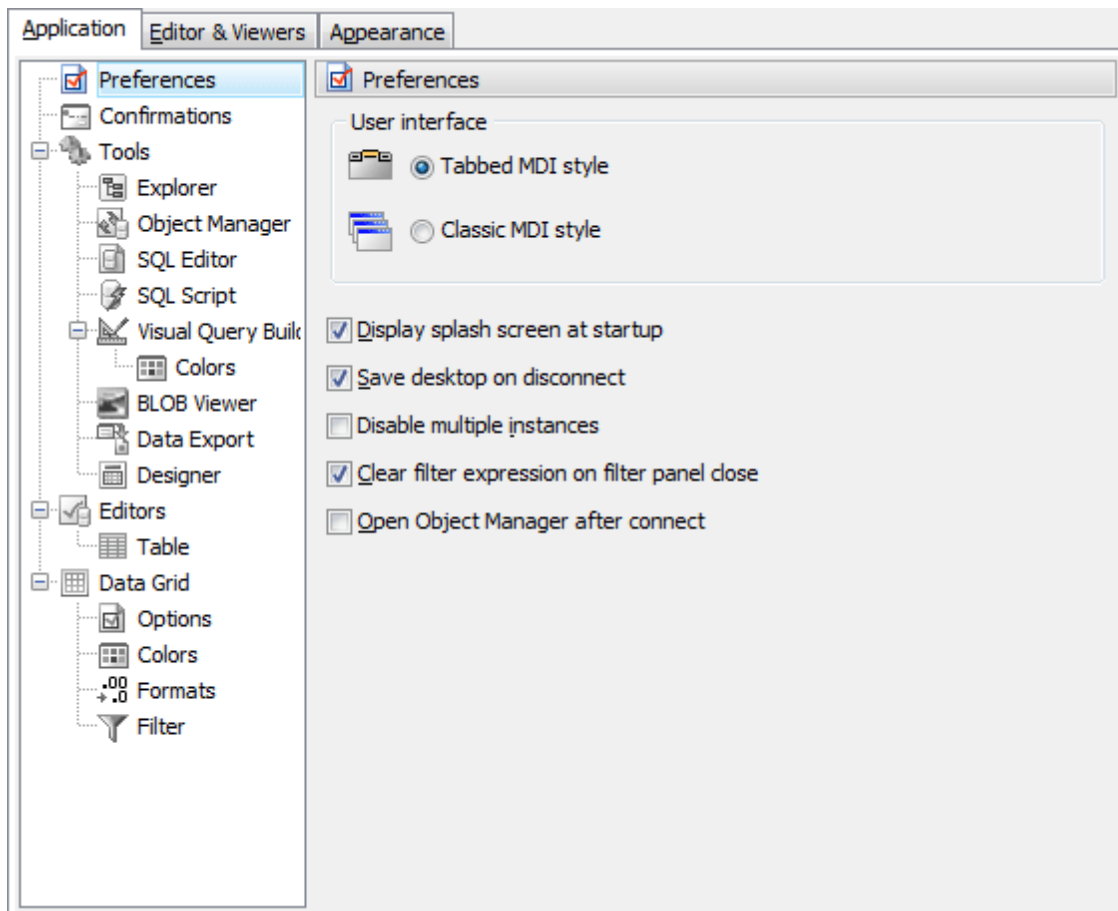 Application
Editor & Viewers
Appearance
Preferences
Confirmations
Tools
Explorer
Object Manager
SQL Editor
SQL Script
Visual Query Builc
Colors
BLOB Viewer
Data Export
Designer
Editors
Table
Data Grid
Options
Colors
.00
.0
Formats
Filter
Preferences
User interface
Tabbed MDI style
Classic MDI style
Display splash screen at startup
Save desktop on disconnect
Disable multiple instances
Clear filter expression on filter panel close
Open Object Manager after connect